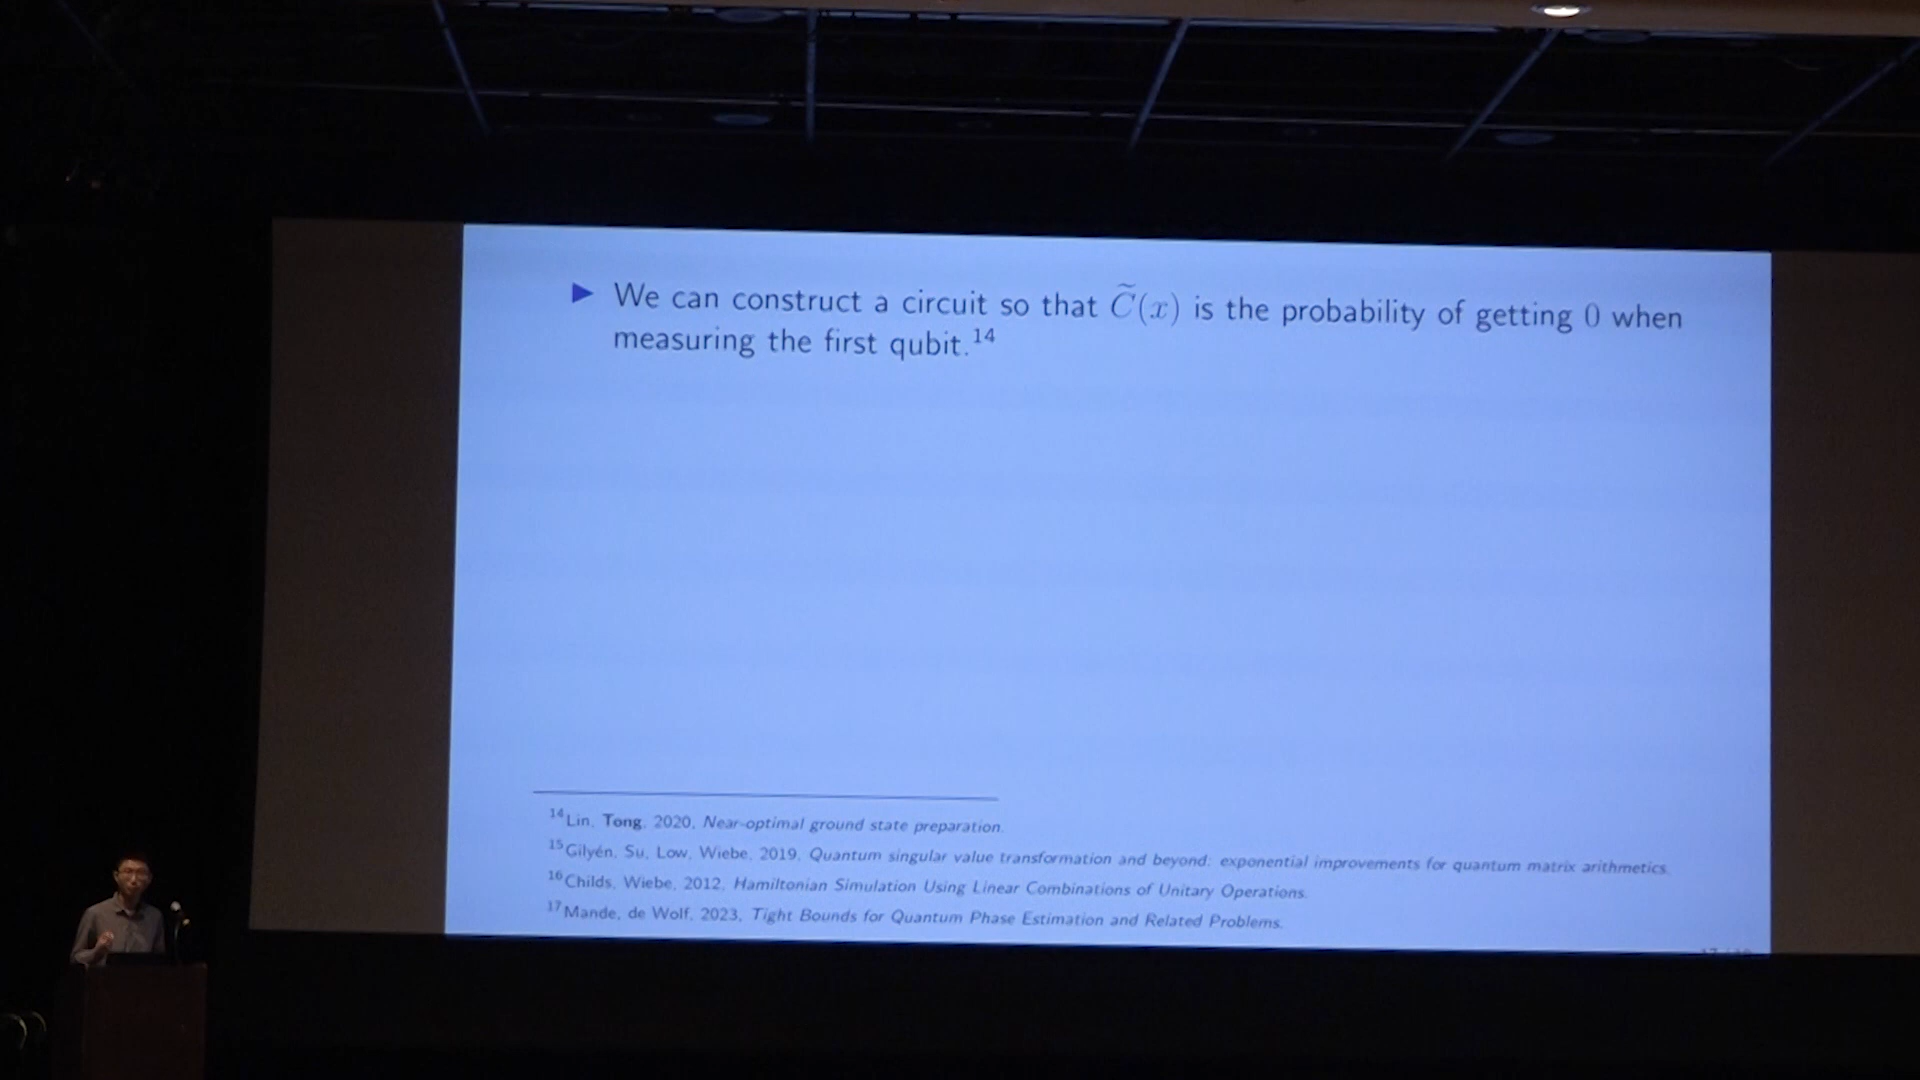 ▶ We can construct a circuit so that C̃(x) is the probability of getting 0 when
measuring the first qubit.¹⁴
¹⁴Lin, Tong, 2020, Near-optimal ground state preparation.
¹⁵Gilyén, Su, Low, Wiebe, 2019, Quantum singular value transformation and beyond: exponential improvements for quantum matrix arithmetics.
¹⁶Childs, Wiebe, 2012, Hamiltonian Simulation Using Linear Combinations of Unitary Operations.
¹⁷Mande, de Wolf, 2023, Tight Bounds for Quantum Phase Estimation and Related Problems.